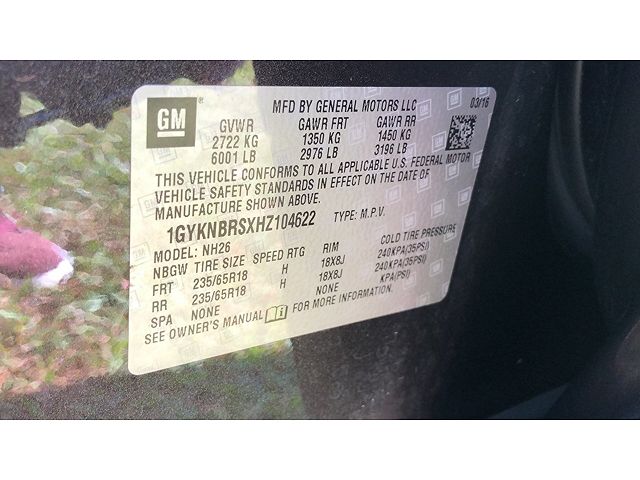 GM
MFD BY GENERAL MOTORS LLC 03/16
GVWR GAWR FRT GAWR RR
2722 KG 1350 KG 1450 KG
6001 LB 2976 LB 3196 LB
THIS VEHICLE CONFORMS TO ALL APPLICABLE U.S. FEDERAL MOTOR
VEHICLE SAFETY STANDARDS IN EFFECT ON THE DATE OF
MANUFACTURE SHOWN ABOVE.
1GYKNBRSXHZ104622 TYPE: M.P.V.
MODEL: NH26 COLD TIRE PRESSURE
NBGW TIRE SIZE SPEED RTG RIM
FRT 235/65R18 H 18X8J 240KPA(35PSI)
RR 235/65R18 H 18X8J 240KPA(35PSI)
SPA NONE NONE KPA(PSI)
SEE OWNER'S MANUAL FOR MORE INFORMATION.